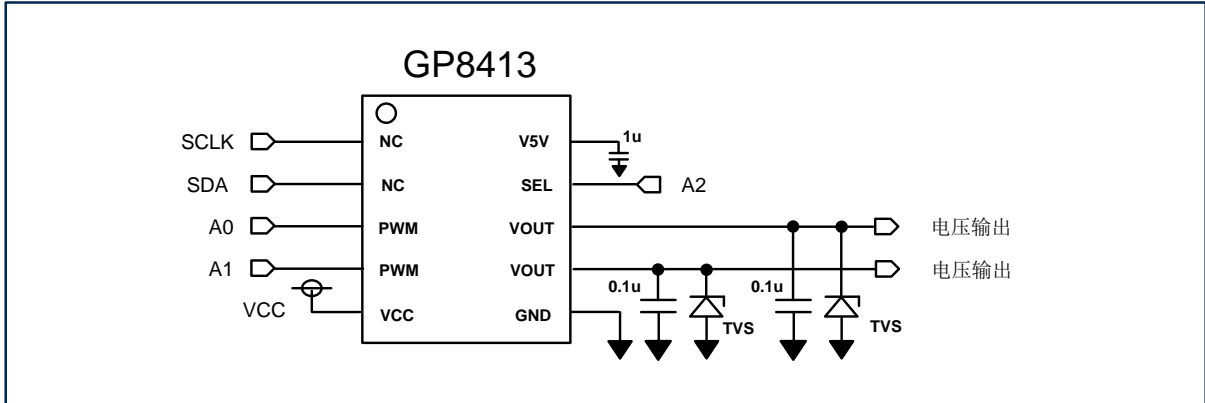 GP8413
SCLK NC V5V 1u
SDA NC SEL A2
A0 PWM VOUT 电压输出
A1 PWM VOUT 电压输出
0.1u 0.1u
VCC VCC GND
TVS TVS